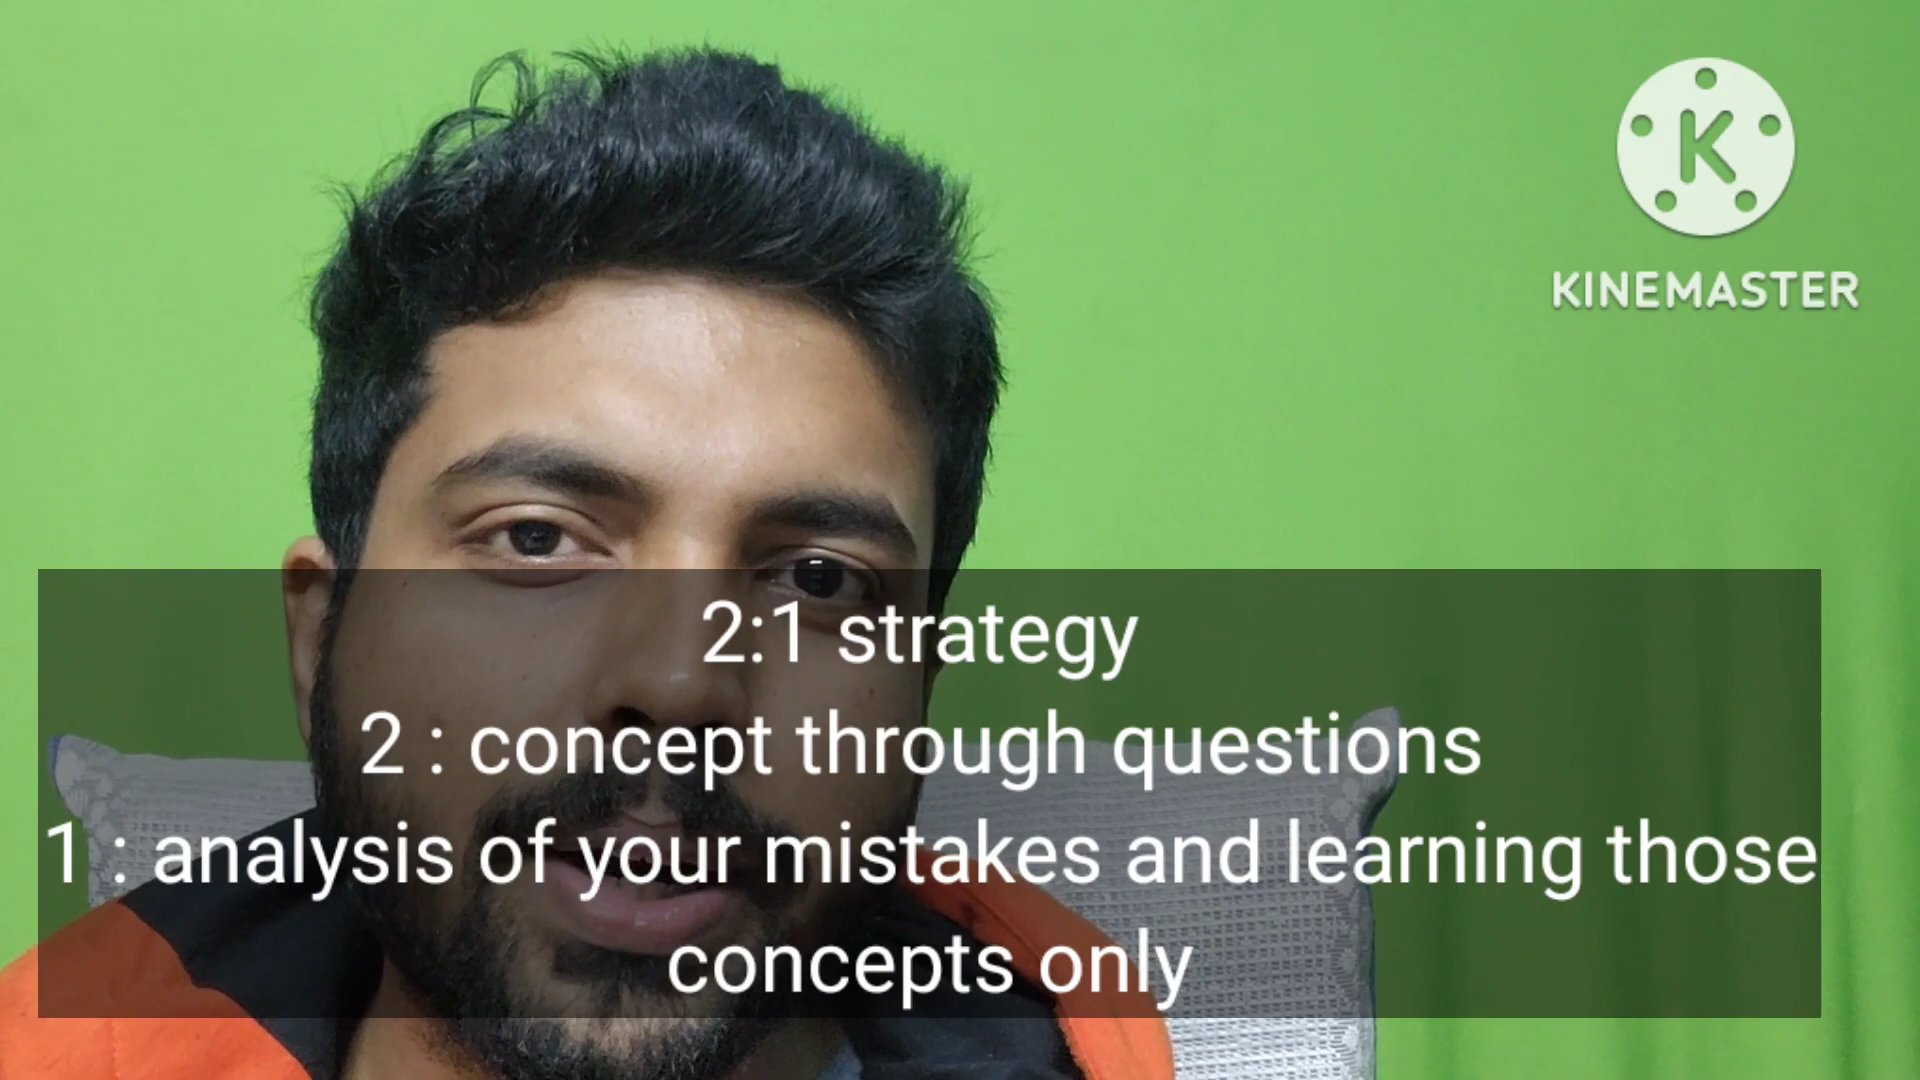 K
KINEMASTER
2:1 strategy
2 : concept through questions
1 : analysis of your mistakes and learning those
concepts only